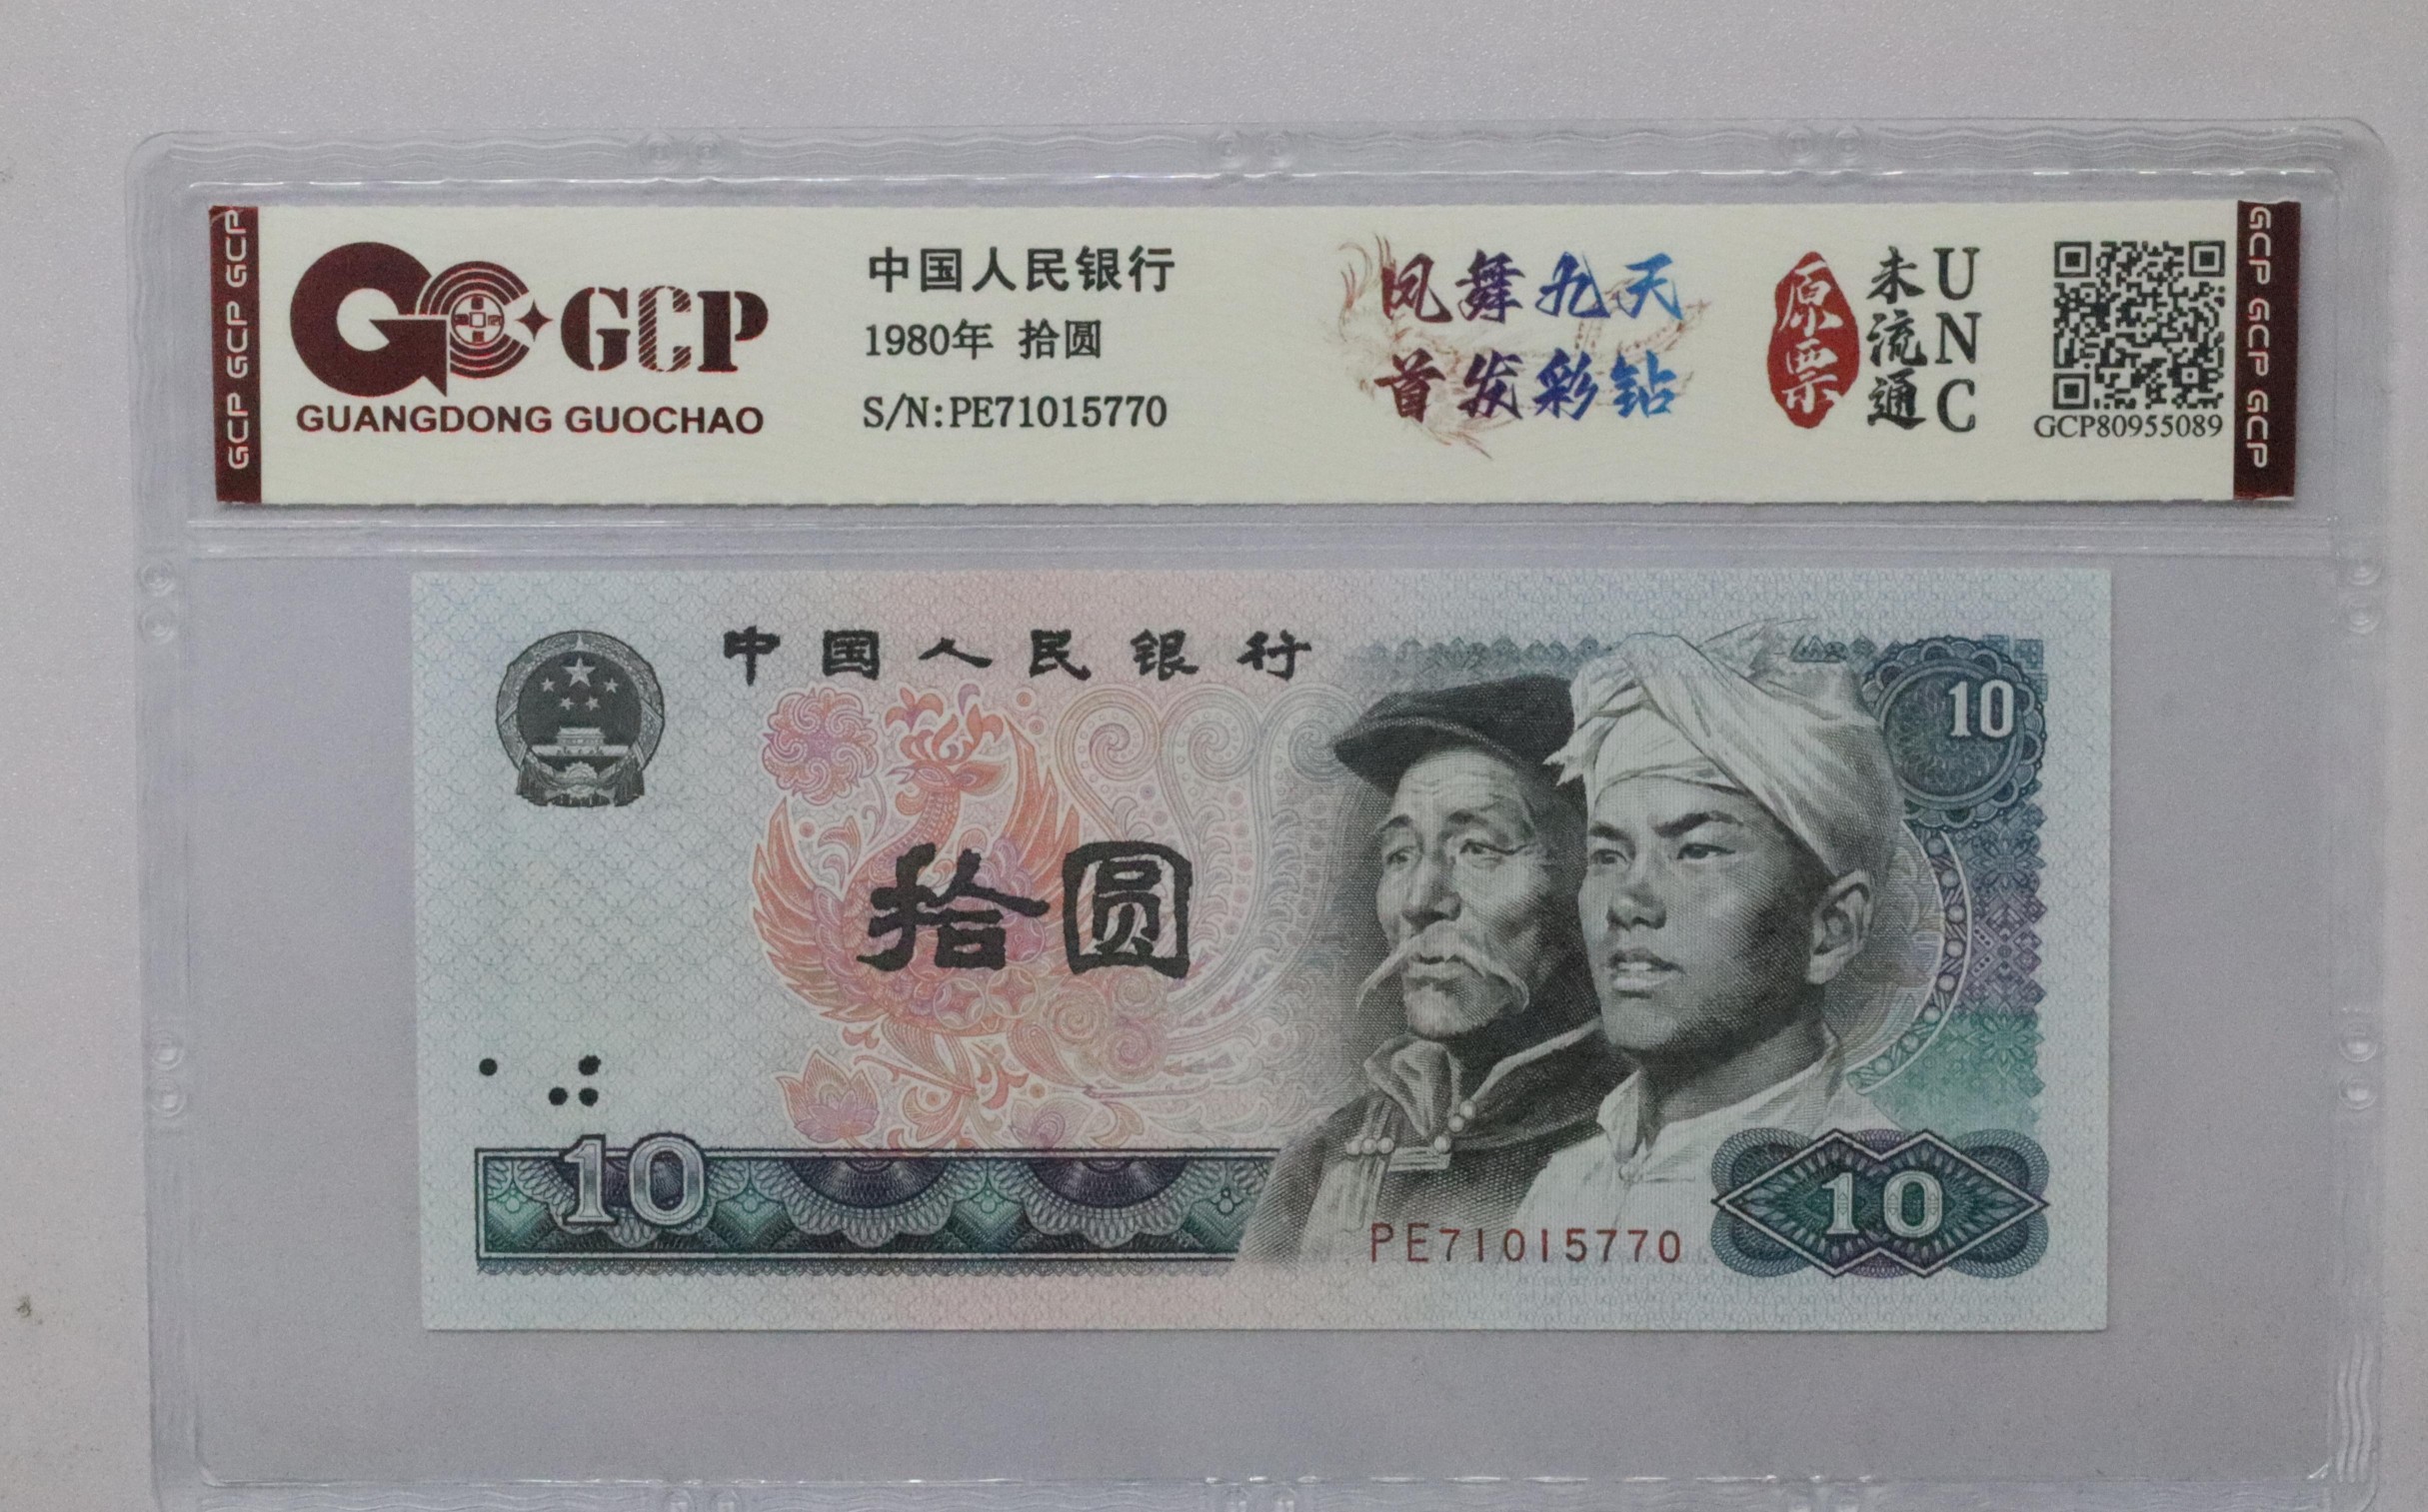 GCP GCP GCP
GCP
GUANGDONG GUOCHAO
中国人民银行
1980年 拾圆
S/N:PE71015770
凤舞九天
首发彩钻
原票
未流通
UNC
GCP80955089
GCP GCP GCP
中国人民银行
10
拾圆
10
PE71015770
10